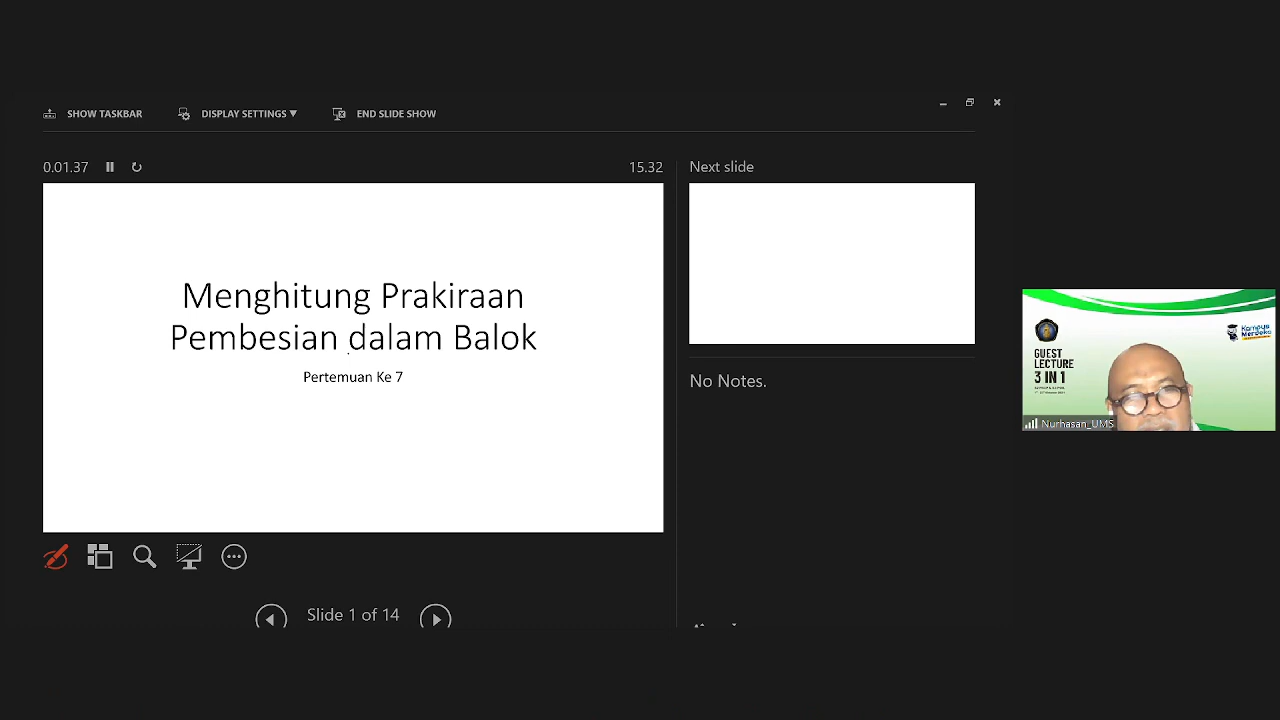 SHOW TASKBAR
DISPLAY SETTINGS ▼
END SLIDE SHOW
0.01.37
15.32
Next slide
Menghitung Prakiraan
Pembesian dalam Balok
Pertemuan Ke 7
No Notes.
Slide 1 of 14
Kampus
Merdeka
GUEST
LECTURE
3 IN 1
Nurhasan_UMS